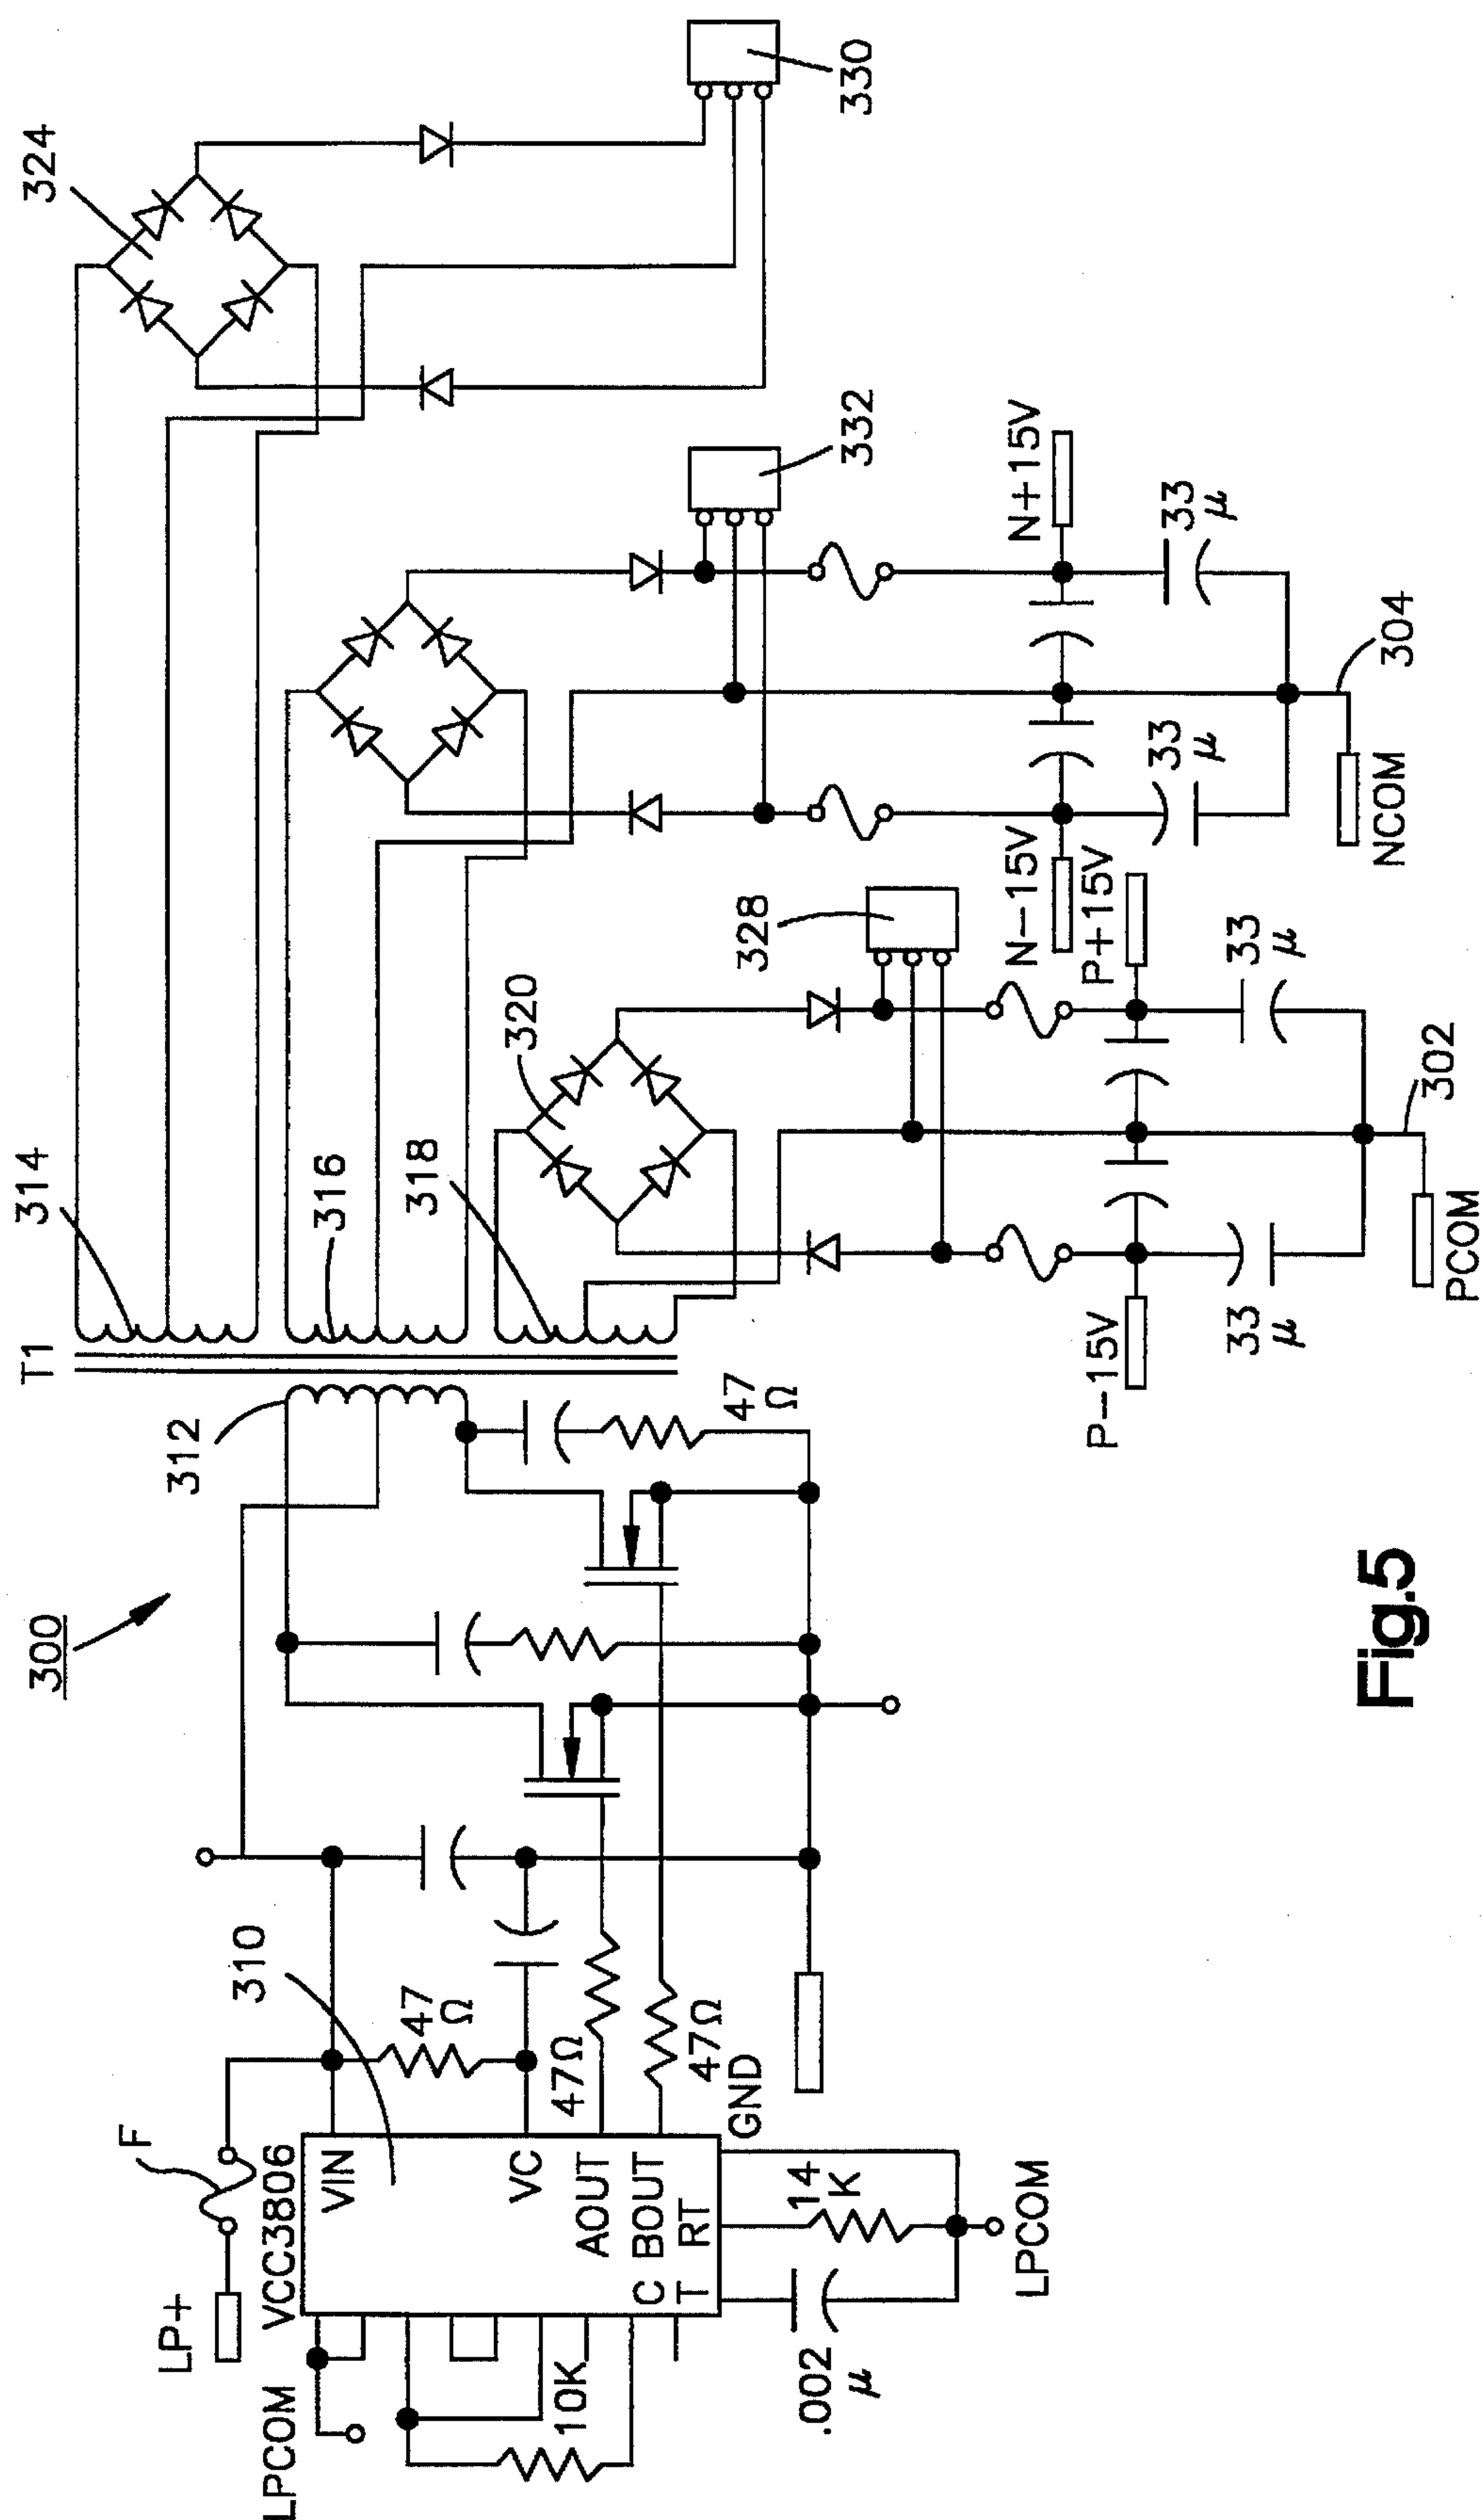 300
T1
314
324
312
316
318
320
310
F
LP+
LPCOM
VCC3806
VIN
VC
AOUT
BOUT
C
T
RT
GND
10K
.002
μ
14
K
LPCOM
47
Ω
47Ω
47Ω
47
Ω
328
332
330
P-15V
P+15V
N-15V
N+15V
33
μ
33
μ
33
μ
33
μ
PCOM
302
NCOM
304
Fig.5